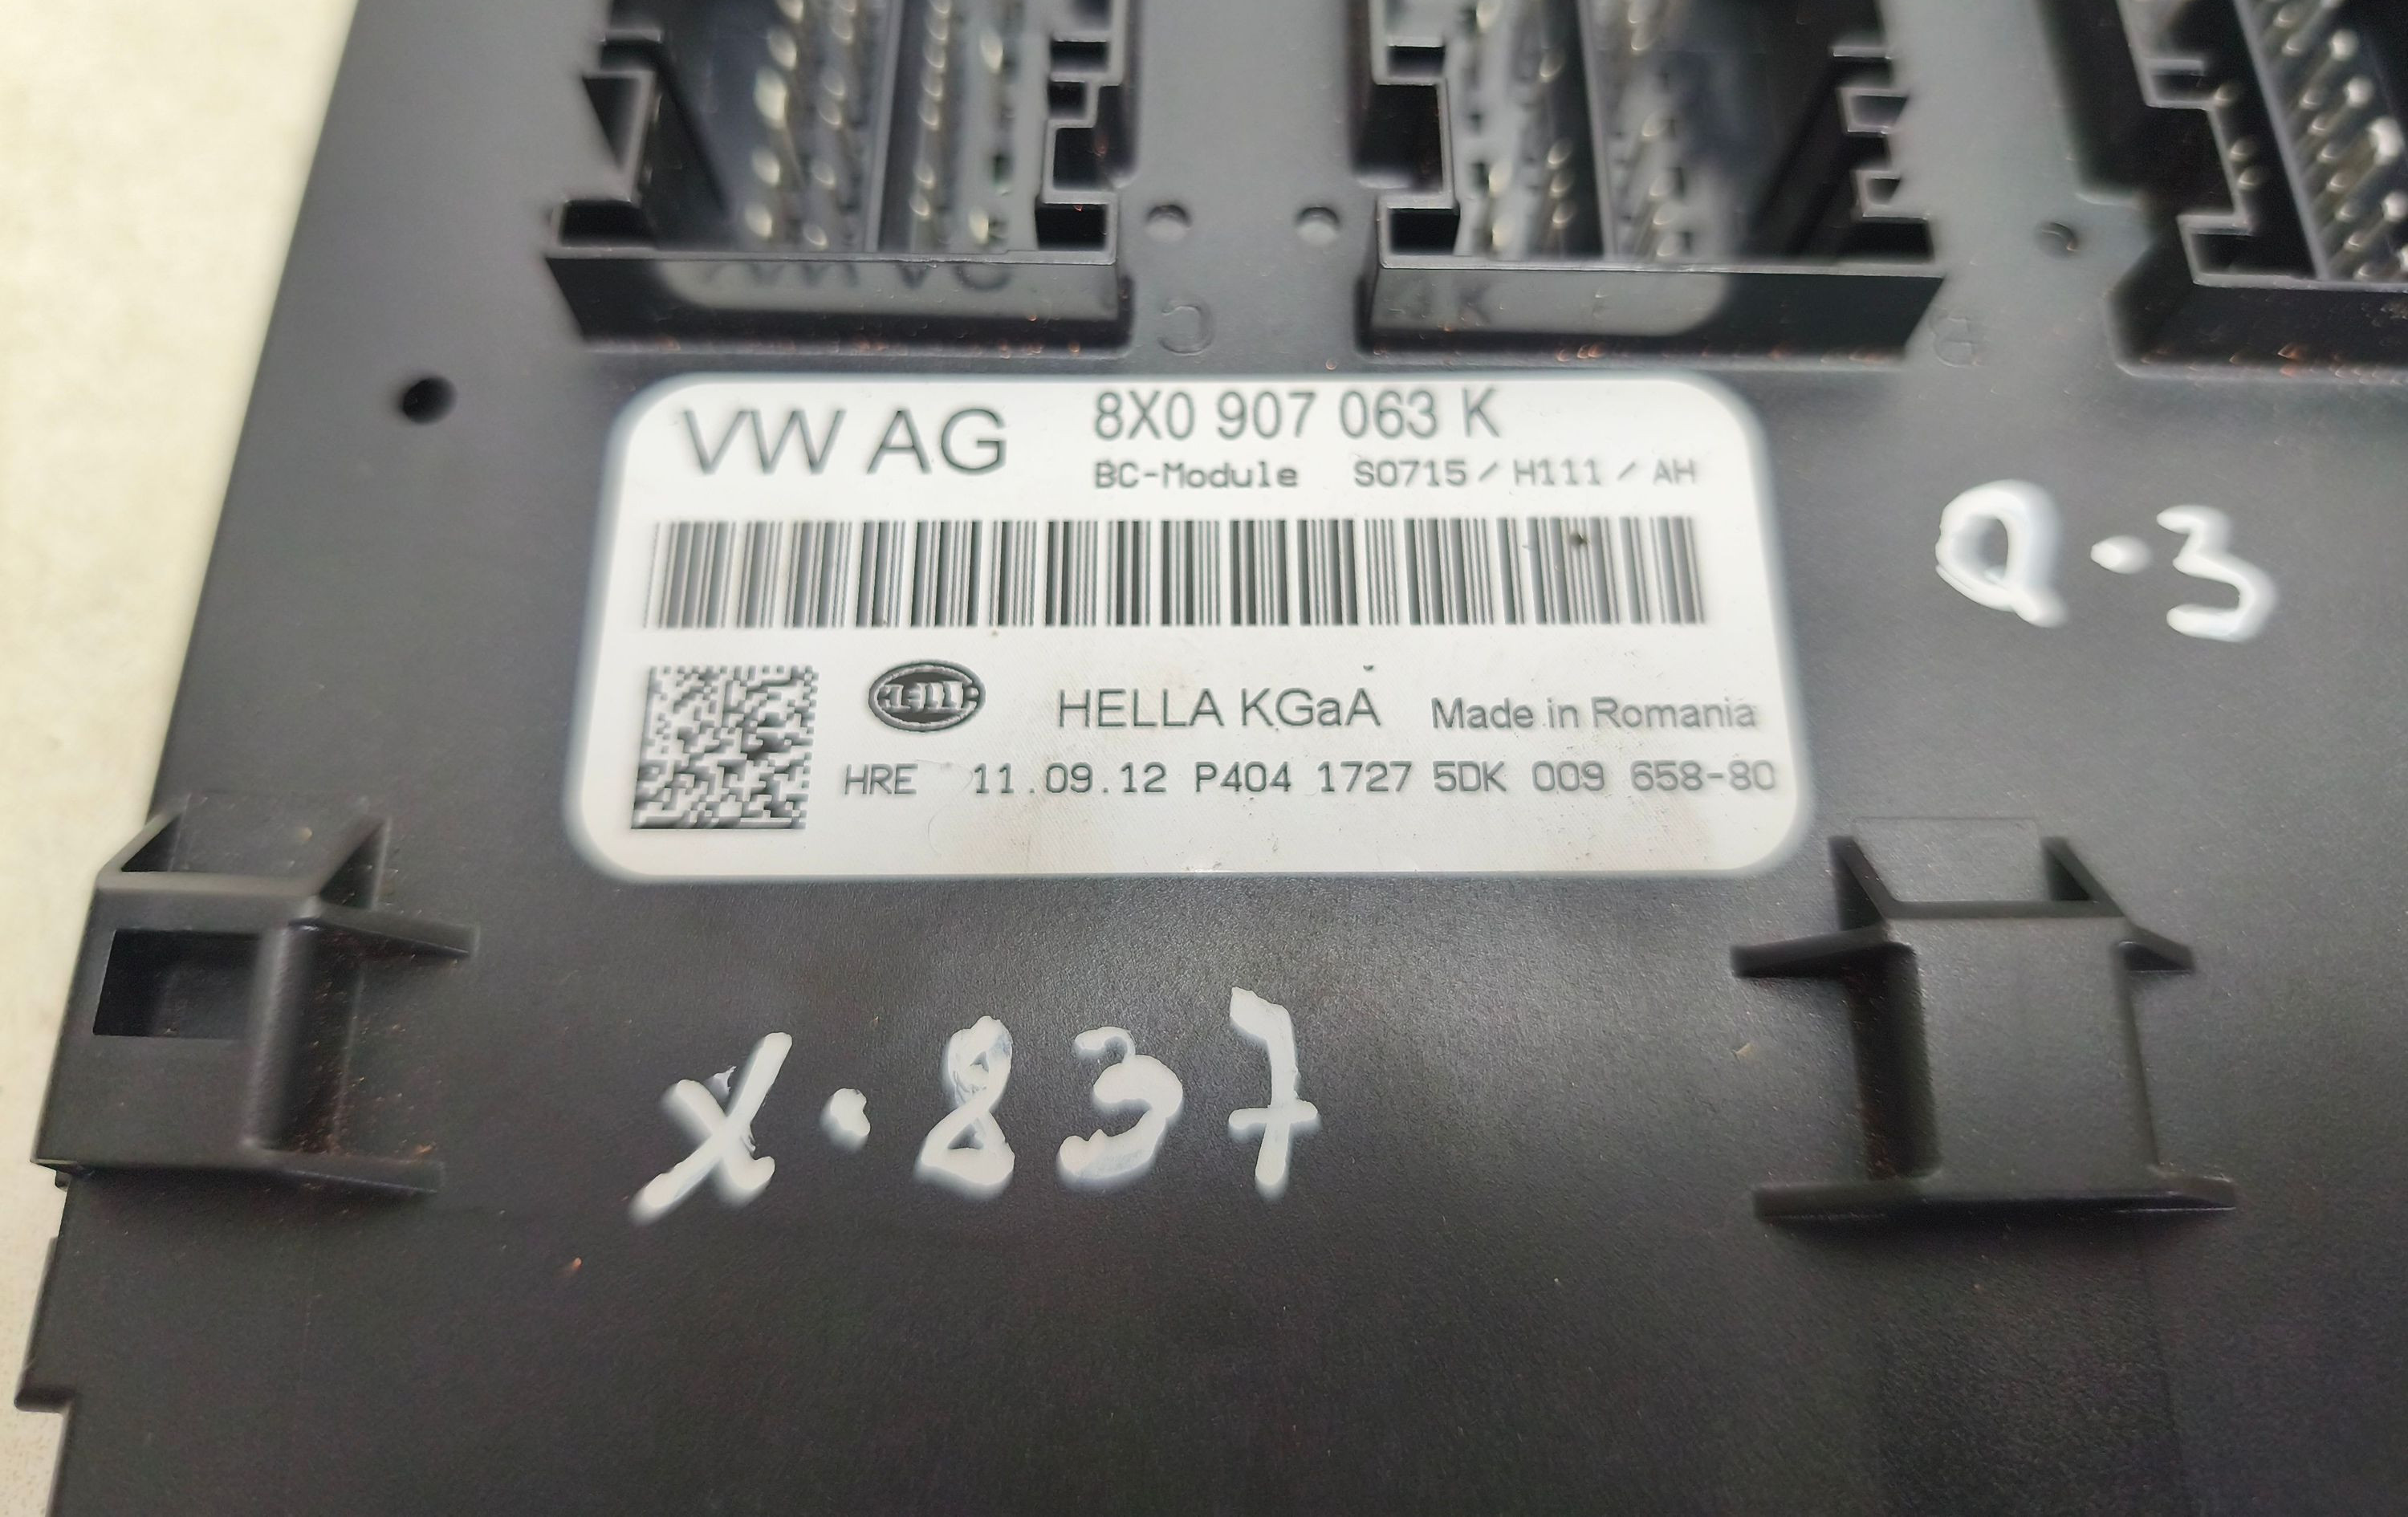 VW AG
8X0 907 063 K
BC-Module S0715/H111/AH
Q-3
HELLA
HELLA KGaA Made in Romania
HRE 11.09.12 P404 1727 5DK 009 658-80
X-837
C